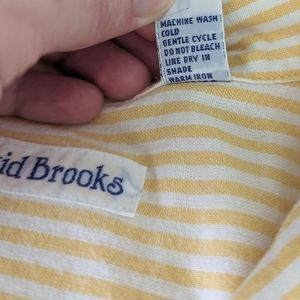 MACHINE WASH
COLD
GENTLE CYCLE
DO NOT BLEACH
LINE DRY IN
SHADE
WARM IRON
id Brooks